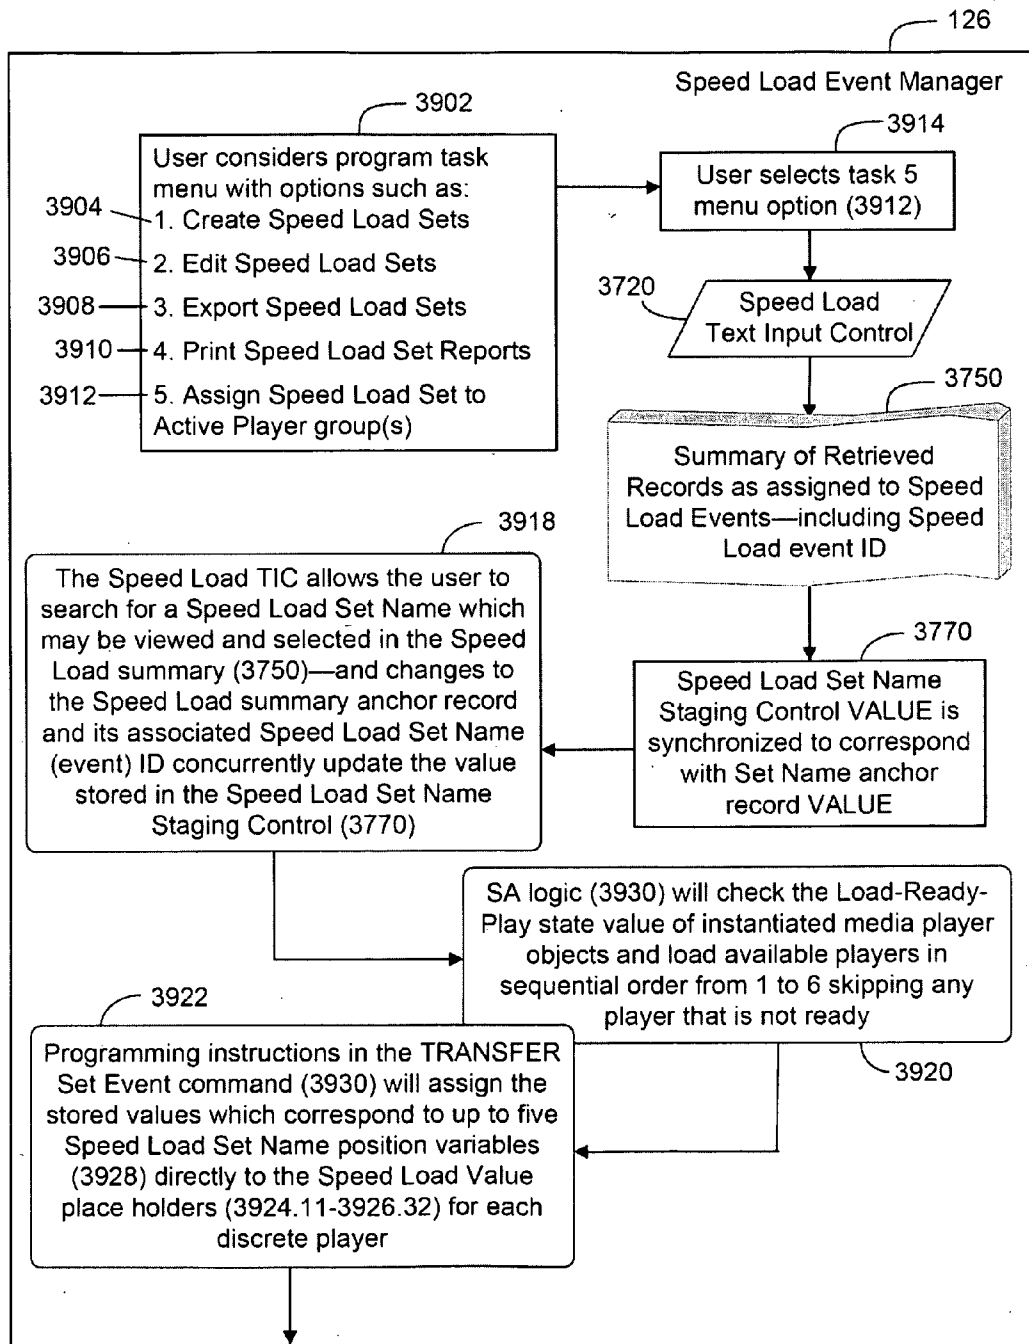 126
Speed Load Event Manager
3902
User considers program task
menu with options such as:
3904
1. Create Speed Load Sets
3906
2. Edit Speed Load Sets
3908
3. Export Speed Load Sets
3910
4. Print Speed Load Set Reports
3912
5. Assign Speed Load Set to
Active Player group(s)
3914
User selects task 5
menu option (3912)
3720
Speed Load
Text Input Control
3750
Summary of Retrieved
Records as assigned to Speed
Load Events—including Speed
Load event ID
3770
Speed Load Set Name
Staging Control VALUE is
synchronized to correspond
with Set Name anchor
record VALUE
3918
The Speed Load TIC allows the user to
search for a Speed Load Set Name which
may be viewed and selected in the Speed
Load summary (3750)—and changes to
the Speed Load summary anchor record
and its associated Speed Load Set Name
(event) ID concurrently update the value
stored in the Speed Load Set Name
Staging Control (3770)
SA logic (3930) will check the Load-Ready-
Play state value of instantiated media player
objects and load available players in
sequential order from 1 to 6 skipping any
player that is not ready
3920
3922
Programming instructions in the TRANSFER
Set Event command (3930) will assign the
stored values which correspond to up to five
Speed Load Set Name position variables
(3928) directly to the Speed Load Value
place holders (3924.11-3926.32) for each
discrete player